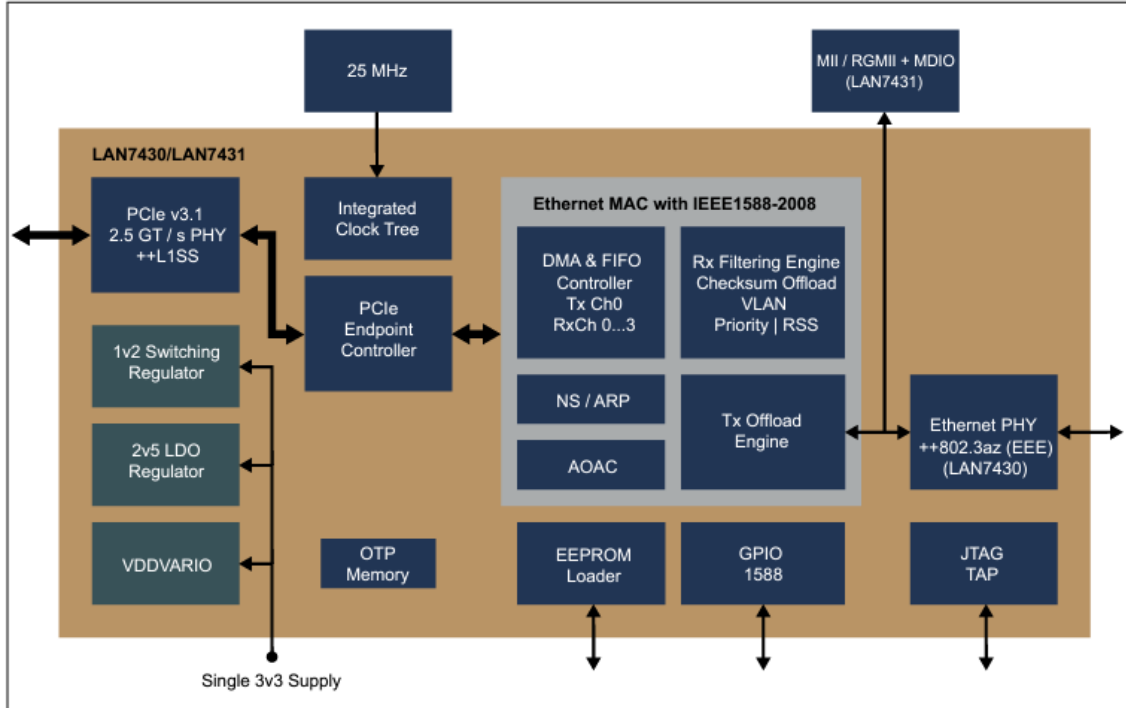 25 MHz
MII / RGMII + MDIO
(LAN7431)
LAN7430/LAN7431
PCIe v3.1
2.5 GT / s PHY
++L1SS
Integrated
Clock Tree
Ethernet MAC with IEEE1588-2008
DMA & FIFO
Controller
Tx Ch0
RxCh 0...3
Rx Filtering Engine
Checksum Offload
VLAN
Priority | RSS
PCIe
Endpoint
Controller
1v2 Switching
Regulator
NS / ARP
Tx Offload
Engine
Ethernet PHY
++802.3az (EEE)
(LAN7430)
2v5 LDO
Regulator
AOAC
VDDVARIO
OTP
Memory
EEPROM
Loader
GPIO
1588
JTAG
TAP
Single 3v3 Supply